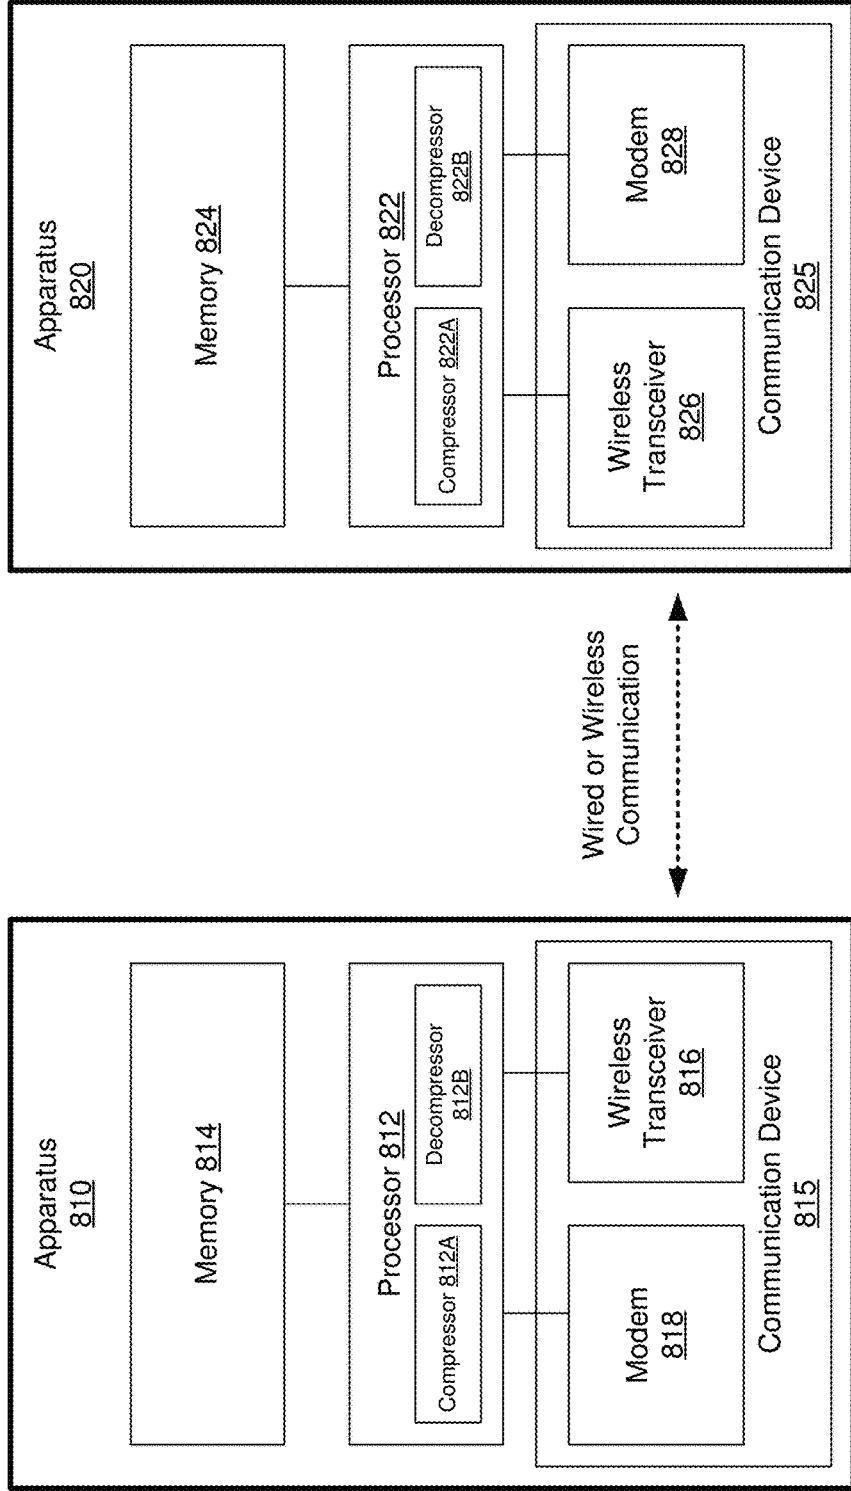 Apparatus
810
Memory 814
Processor 812
Compressor 812A
Decompressor
812B
Modem
818
Wireless
Transceiver
816
Communication Device
815
Wired or Wireless
Communication
Apparatus
820
Memory 824
Processor 822
Compressor 822A
Decompressor
822B
Wireless
Transceiver
826
Modem
828
Communication Device
825